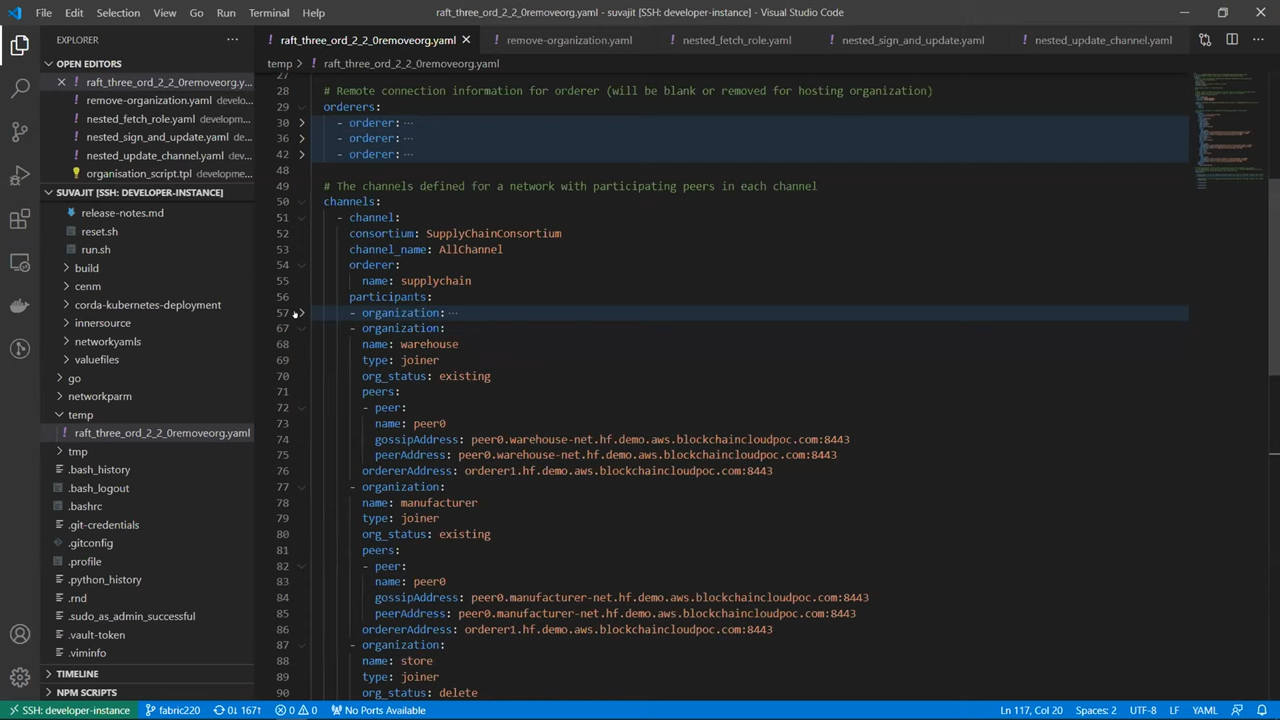 File Edit Selection View Go Run Terminal Help
raft_three_ord_2_2_0removeorg.yaml - suvajit [SSH: developer-instance] - Visual Studio Code
EXPLORER
OPEN EDITORS
raft_three_ord_2_2_0removeorg.y...
remove-organization.yaml develo...
nested_fetch_role.yaml developm...
nested_sign_and_update.yaml de...
nested_update_channel.yaml dev...
organisation_script.tpl developme...
SUVAJIT [SSH: DEVELOPER-INSTANCE]
release-notes.md
reset.sh
run.sh
build
cenm
corda-kubernetes-deployment
innersource
networkyamls
valuefiles
go
networkparm
temp
raft_three_ord_2_2_0removeorg.yaml
tmp
.bash_history
.bash_logout
.bashrc
.git-credentials
.gitconfig
.profile
.python_history
.rnd
.sudo_as_admin_successful
.vault-token
.viminfo
TIMELINE
NPM SCRIPTS
raft_three_ord_2_2_0removeorg.yaml
remove-organization.yaml
nested_fetch_role.yaml
nested_sign_and_update.yaml
nested_update_channel.yaml
temp > raft_three_ord_2_2_0removeorg.yaml
27
28 # Remote connection information for orderer (will be blank or removed for hosting organization)
29 orderers:
30 - orderer: ...
36 - orderer: ...
42 - orderer: ...
48
49 # The channels defined for a network with participating peers in each channel
50 channels:
51 - channel:
52 consortium: SupplyChainConsortium
53 channel_name: AllChannel
54 orderer:
55 name: supplychain
56 participants:
57 - organization: ...
67 - organization:
68 name: warehouse
69 type: joiner
70 org_status: existing
71 peers:
72 - peer:
73 name: peer0
74 gossipAddress: peer0.warehouse-net.hf.demo.aws.blockchaincloudpoc.com:8443
75 peerAddress: peer0.warehouse-net.hf.demo.aws.blockchaincloudpoc.com:8443
76 ordererAddress: orderer1.hf.demo.aws.blockchaincloudpoc.com:8443
77 - organization:
78 name: manufacturer
79 type: joiner
80 org_status: existing
81 peers:
82 - peer:
83 name: peer0
84 gossipAddress: peer0.manufacturer-net.hf.demo.aws.blockchaincloudpoc.com:8443
85 peerAddress: peer0.manufacturer-net.hf.demo.aws.blockchaincloudpoc.com:8443
86 ordererAddress: orderer1.hf.demo.aws.blockchaincloudpoc.com:8443
87 - organization:
88 name: store
89 type: joiner
90 org_status: delete
SSH: developer-instance fabric220 0↓ 167↑ 0 0 No Ports Available Ln 117, Col 20 Spaces: 2 UTF-8 LF YAML